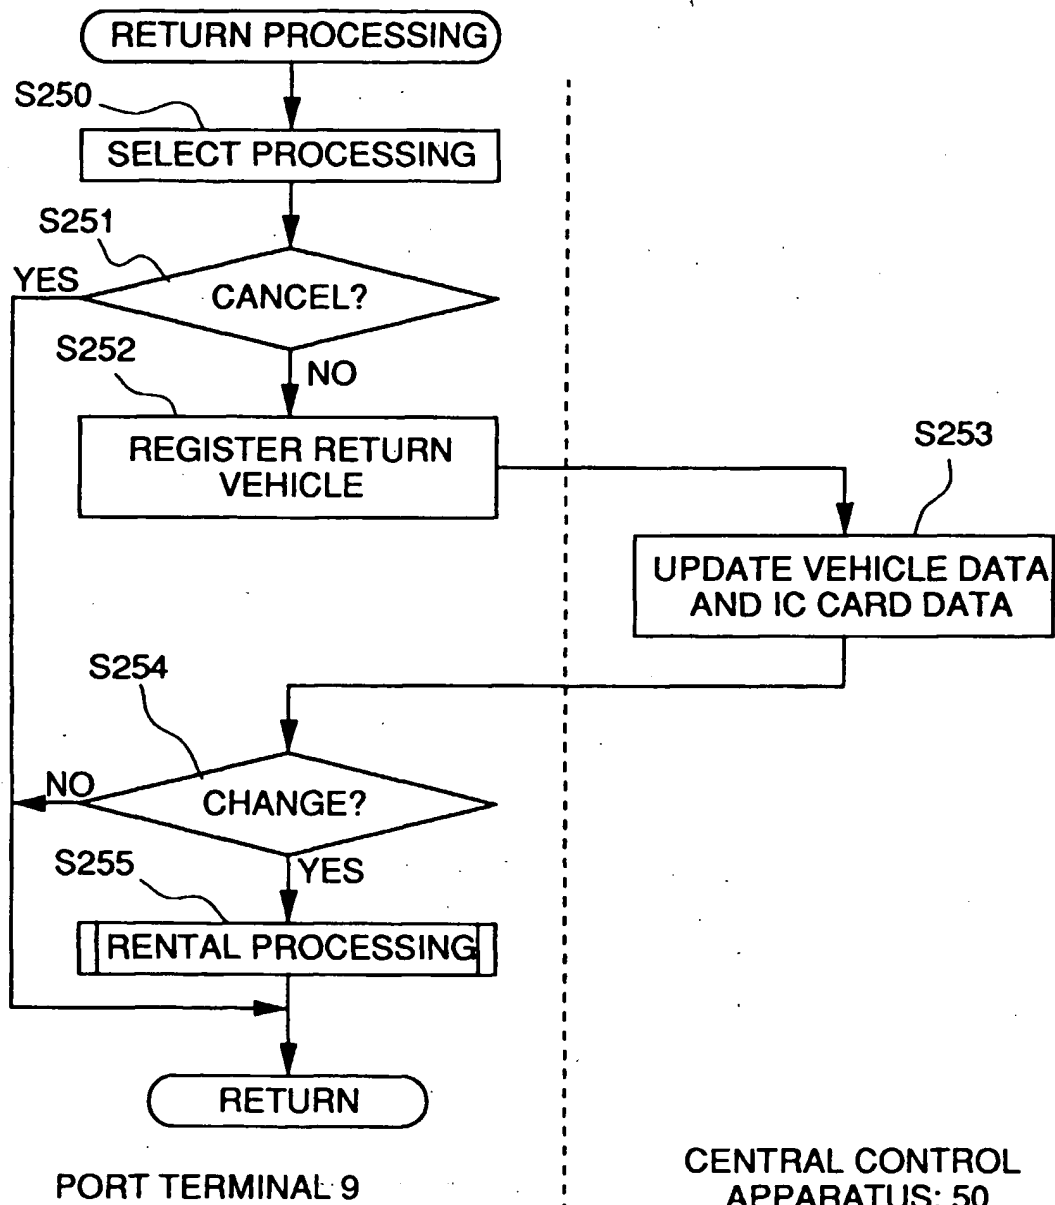 RETURN PROCESSING
S250
SELECT PROCESSING
S251
YES
CANCEL?
S252
NO
REGISTER RETURN
VEHICLE
S253
UPDATE VEHICLE DATA
AND IC CARD DATA
S254
NO
CHANGE?
S255
YES
RENTAL PROCESSING
RETURN
PORT TERMINAL 9
CENTRAL CONTROL
APPARATUS: 50